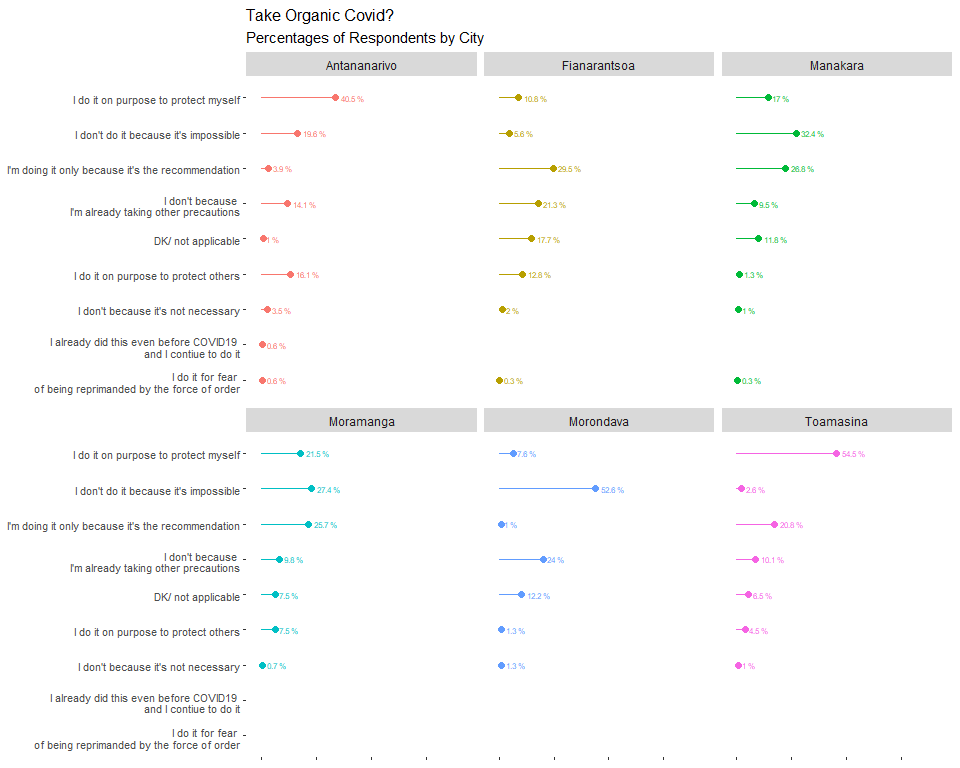 Take Organic Covid?
Percentages of Respondents by City
Antananarivo Fianarantsoa Manakara
I do it on purpose to protect myself 40.5 % 10.8 % 17 %
I don't do it because it's impossible 19.6 % 5.6 % 32.4 %
I'm doing it only because it's the recommendation 3.9 % 29.5 % 26.8 %
I don't because
I'm already taking other precautions 14.1 % 21.3 % 9.5 %
DK/ not applicable 1 % 17.7 % 11.8 %
I do it on purpose to protect others 16.1 % 12.8 % 1.3 %
I don't because it's not necessary 3.5 % 2 % 1 %
I already did this even before COVID19
and I contiue to do it 0.6 %
I do it for fear
of being reprimanded by the force of order 0.6 % 0.3 % 0.3 %
Moramanga Morondava Toamasina
I do it on purpose to protect myself 21.5 % 7.6 % 54.5 %
I don't do it because it's impossible 27.4 % 52.6 % 2.6 %
I'm doing it only because it's the recommendation 25.7 % 1 % 20.8 %
I don't because
I'm already taking other precautions 9.8 % 24 % 10.1 %
DK/ not applicable 7.5 % 12.2 % 6.5 %
I do it on purpose to protect others 7.5 % 1.3 % 4.5 %
I don't because it's not necessary 0.7 % 1.3 % 1 %
I already did this even before COVID19
and I contiue to do it
I do it for fear
of being reprimanded by the force of order